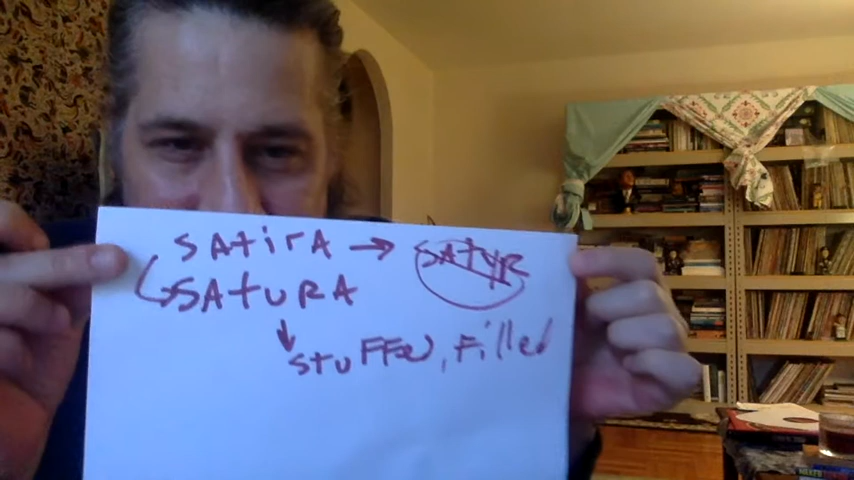 SAtirA → SAtyR
SAtURA
stuffed, Filled